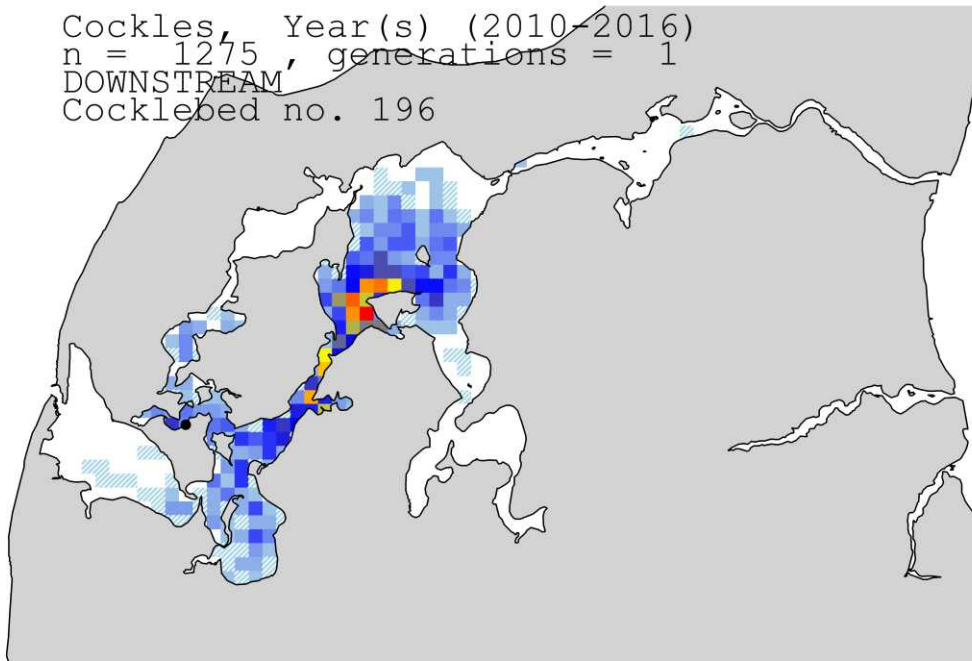 Cockles, Year(s) (2010-2016)
n = 1275 , generations = 1
DOWNSTREAM
Cocklebed no. 196